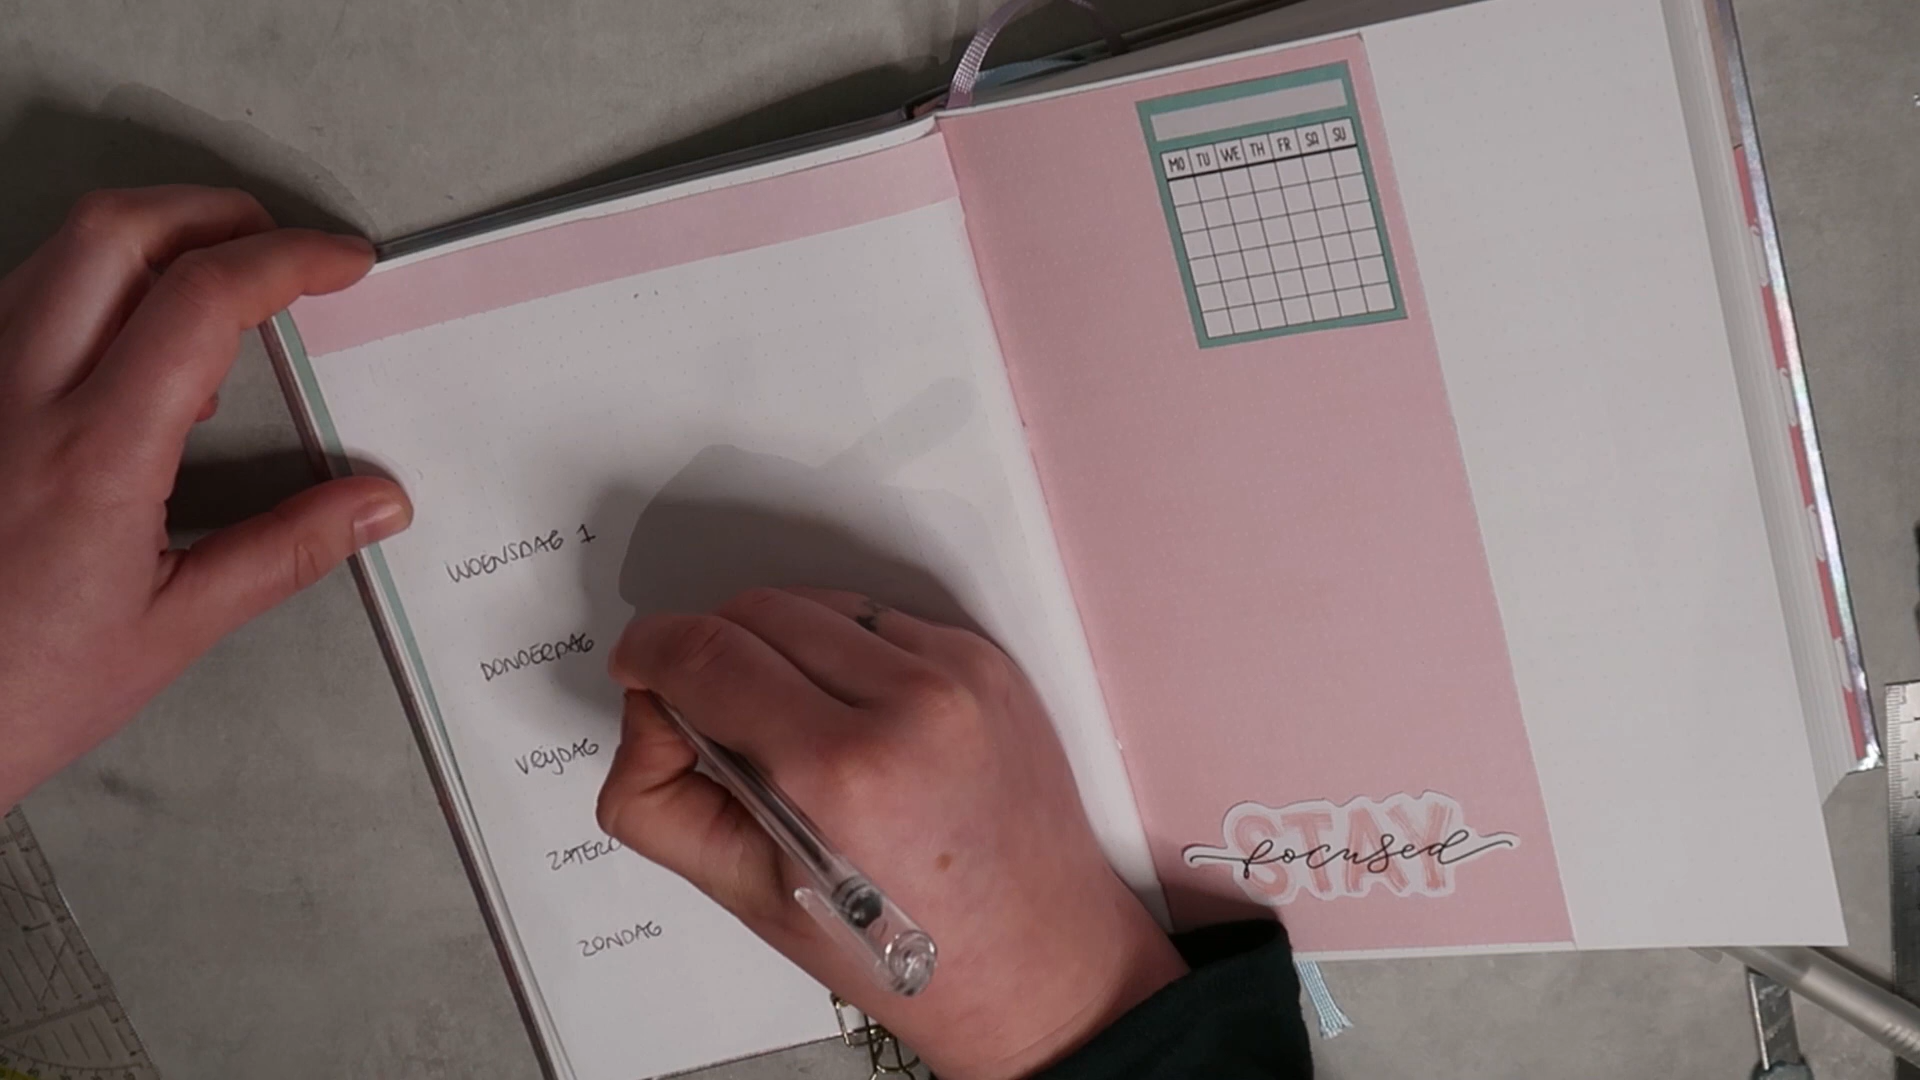 WOENSDAG 1
DONDERDAG
VRIJDAG
ZONDAG
MO TU WE TH FR SA SU
STAY
focused